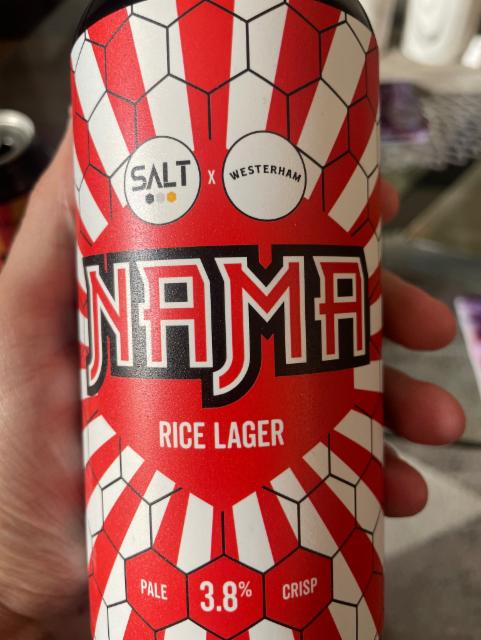 SALT X WESTERHAM
NAMA
RICE LAGER
PALE 3.8% CRISP